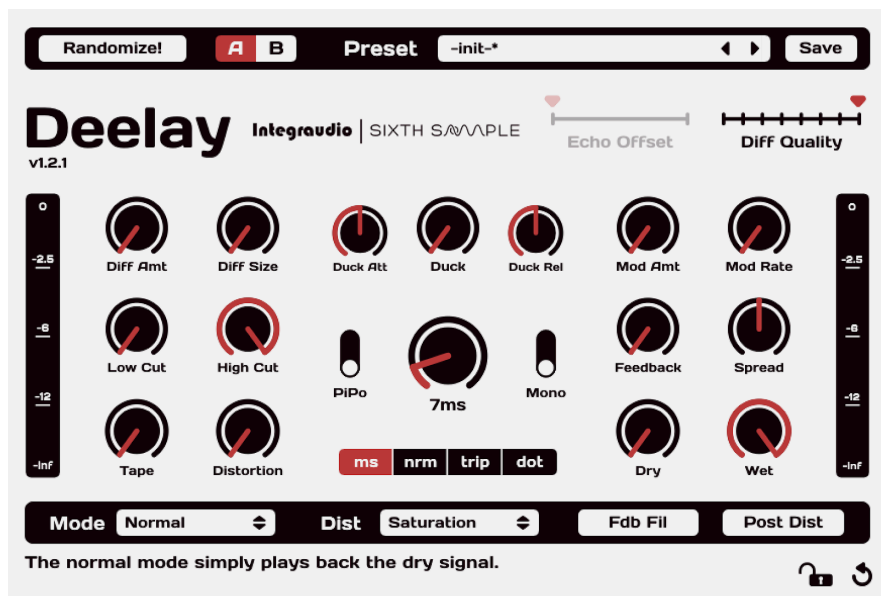 Randomize!
A B
Preset
-init-*
Save
Deelay
v1.2.1
Integraudio | SIXTH SAMPLE
Echo Offset
Diff Quality
0
-2.5
-6
-12
-Inf
Diff Amt
Diff Size
Duck Att
Duck
Duck Rel
Mod Amt
Mod Rate
Low Cut
High Cut
PiPo
7ms
Mono
Feedback
Spread
Tape
Distortion
ms nrm trip dot
Dry
Wet
0
-2.5
-6
-12
-Inf
Mode Normal
Dist Saturation
Fdb Fil
Post Dist
The normal mode simply plays back the dry signal.